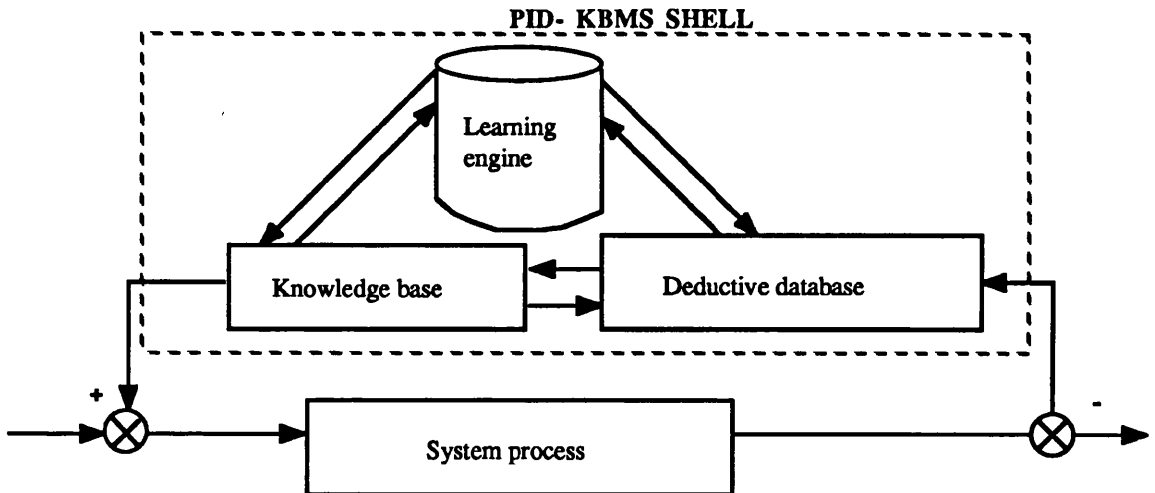 PID- KBMS SHELL
Learning
engine
Knowledge base
Deductive database
+
-
System process